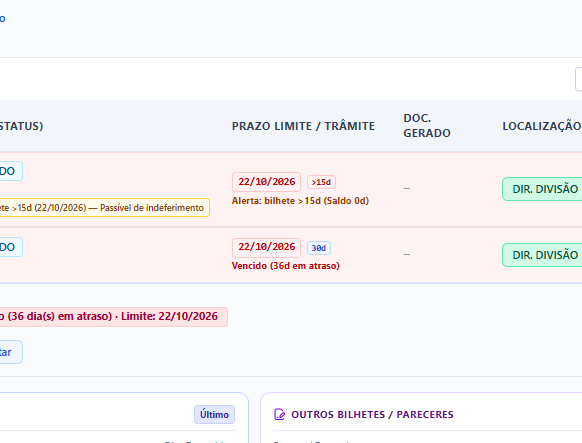 o
STATUS)
PRAZO LIMITE / TRÂMITE
DOC. GERADO
LOCALIZAÇÃO
DO
22/10/2026 >15d
—
DIR. DIVISÃO
ete >15d (22/10/2026) — Passível de indeferimento
Alerta: bilhete >15d (Saldo 0d)
DO
22/10/2026 30d
—
DIR. DIVISÃO
Vencido (36d em atraso)
o (36 dia(s) em atraso) · Limite: 22/10/2026
tar
Último
OUTROS BILHETES / PARECERES